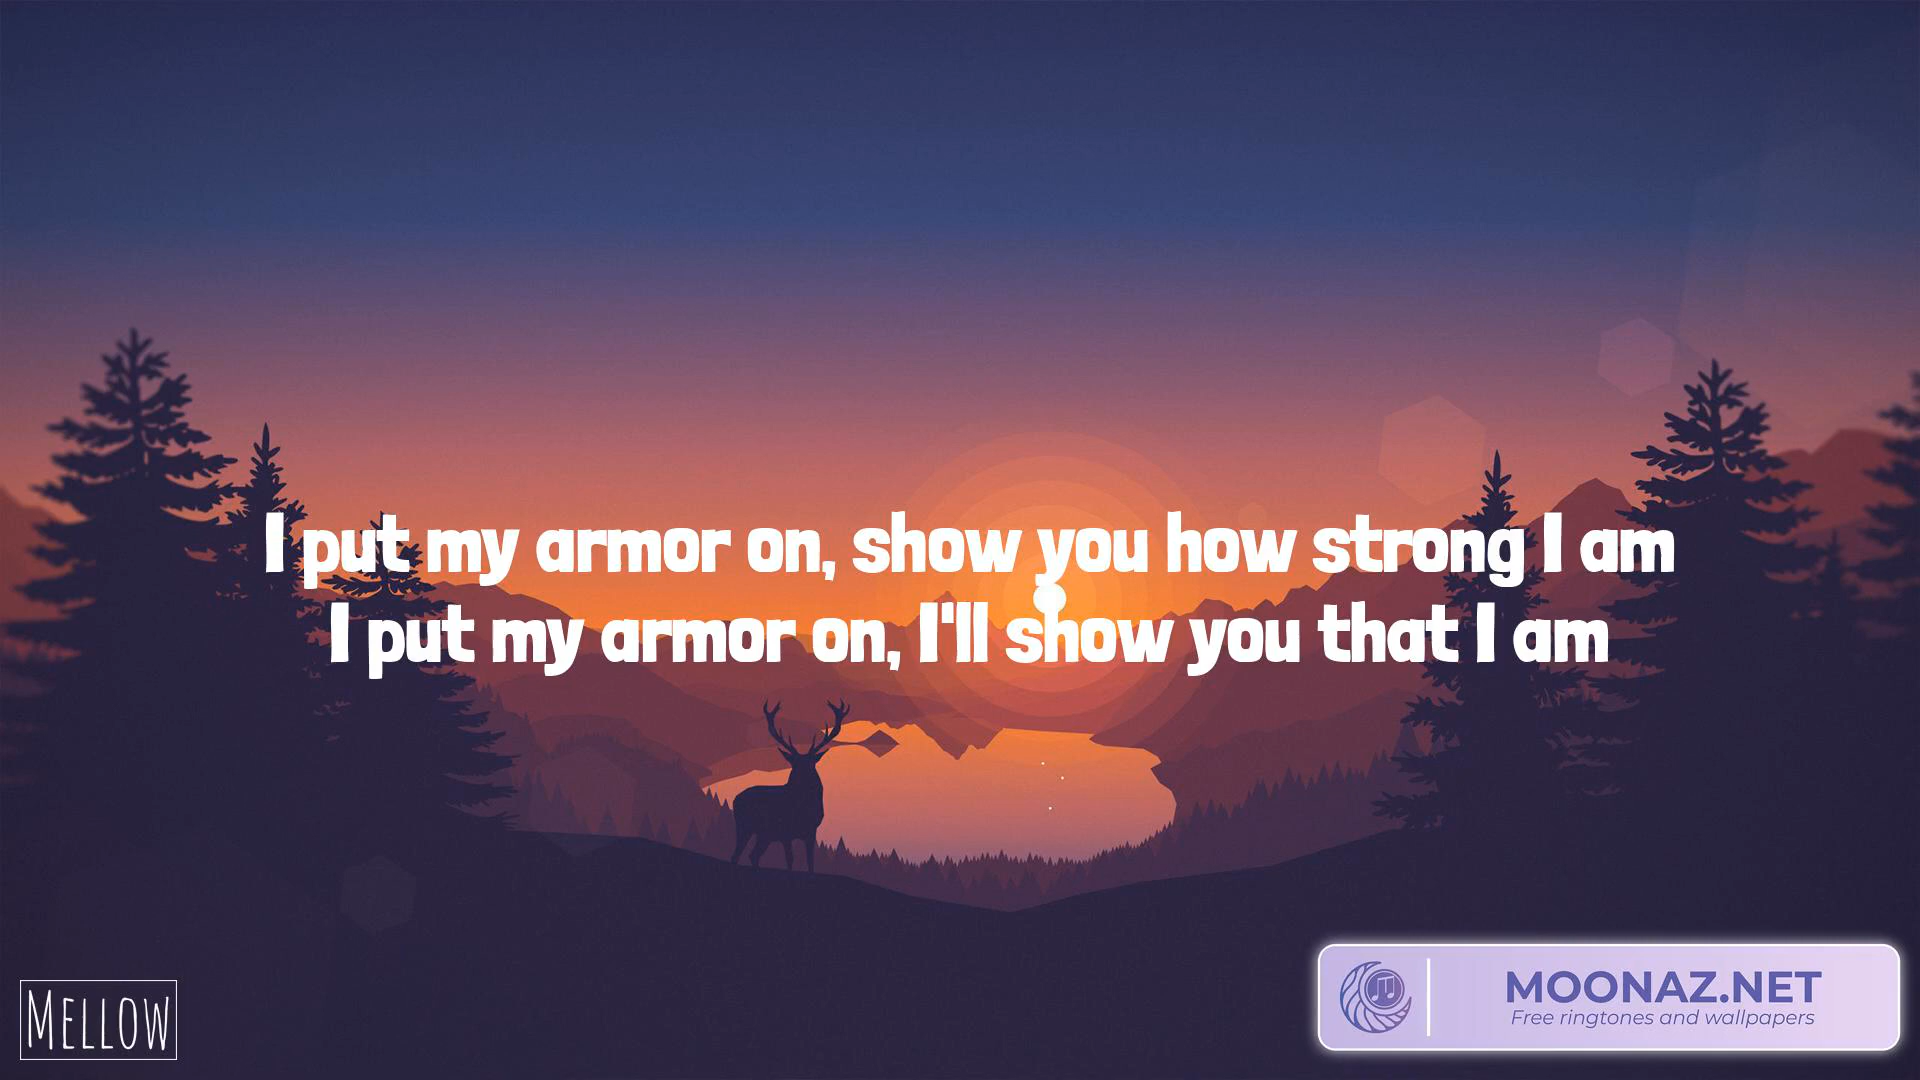 I put my armor on, show you how strong I am
I put my armor on, I'll show you that I am
MELLOW
MOONAZ.NET
Free ringtones and wallpapers